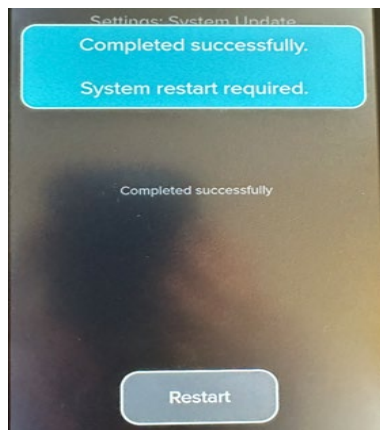 Settings: System Update
Completed successfully.
System restart required.
Completed successfully
Restart